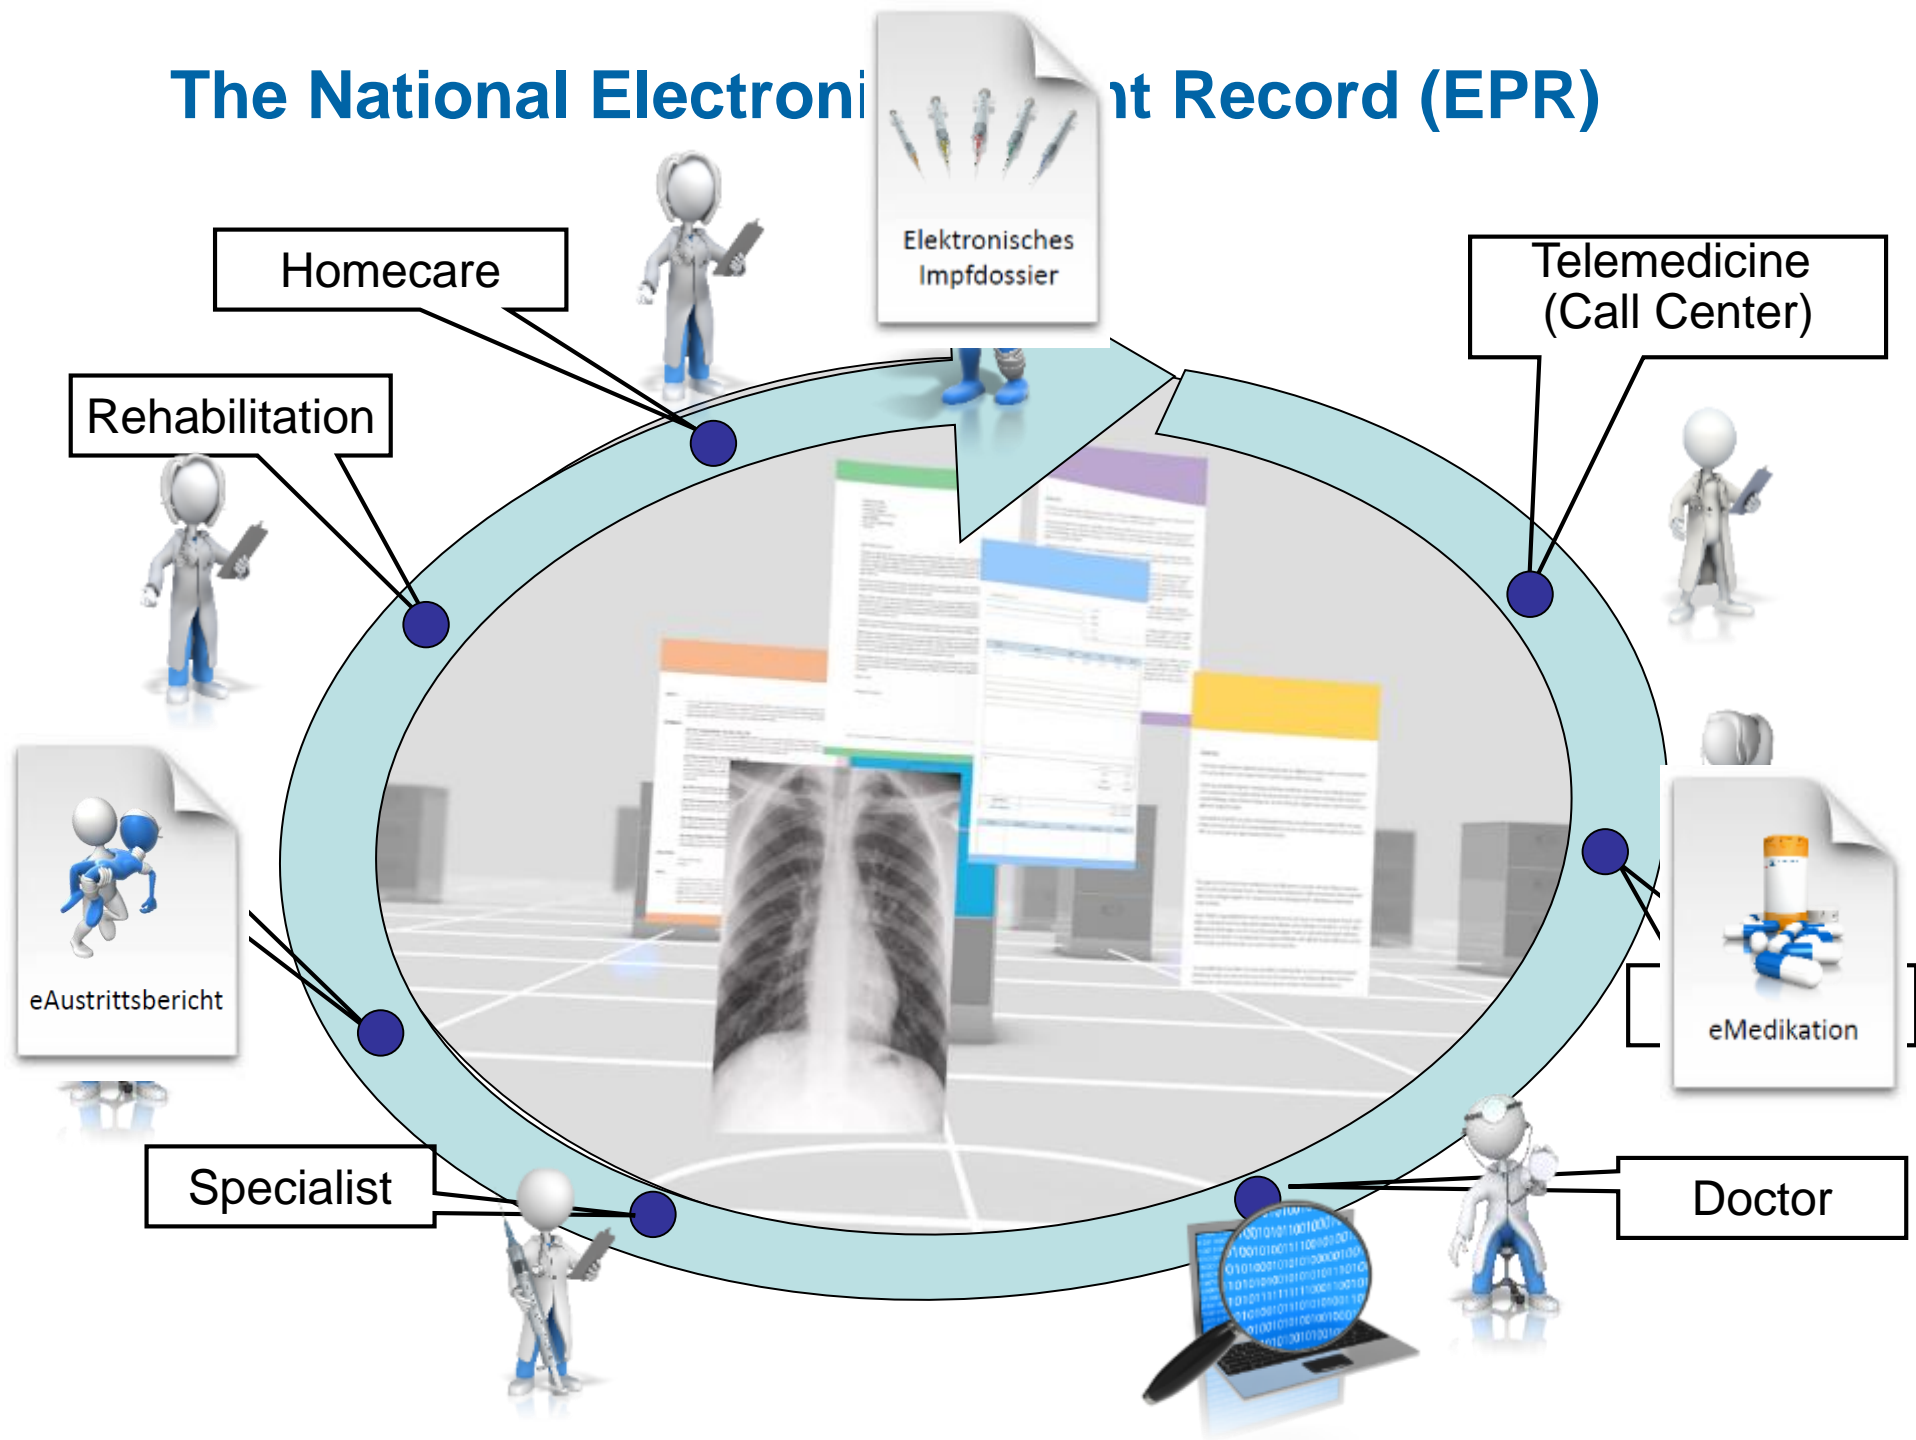 The National Electroni nt Record (EPR)
Elektronisches
Impfdossier
Homecare
Telemedicine
(Call Center)
Rehabilitation
eAustrittsbericht
eMedikation
Specialist
Doctor